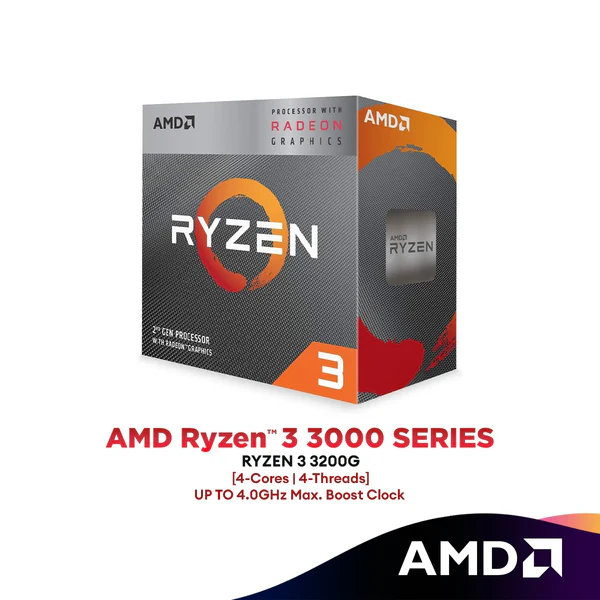 AMD
PROCESSOR WITH
RADEON
GRAPHICS
AMD
RYZEN
AMD
RYZEN
2ND GEN PROCESSOR
WITH RADEON™ GRAPHICS
3
AMD Ryzen™ 3 3000 SERIES
RYZEN 3 3200G
[4-Cores | 4-Threads]
UP TO 4.0GHz Max. Boost Clock
AMD